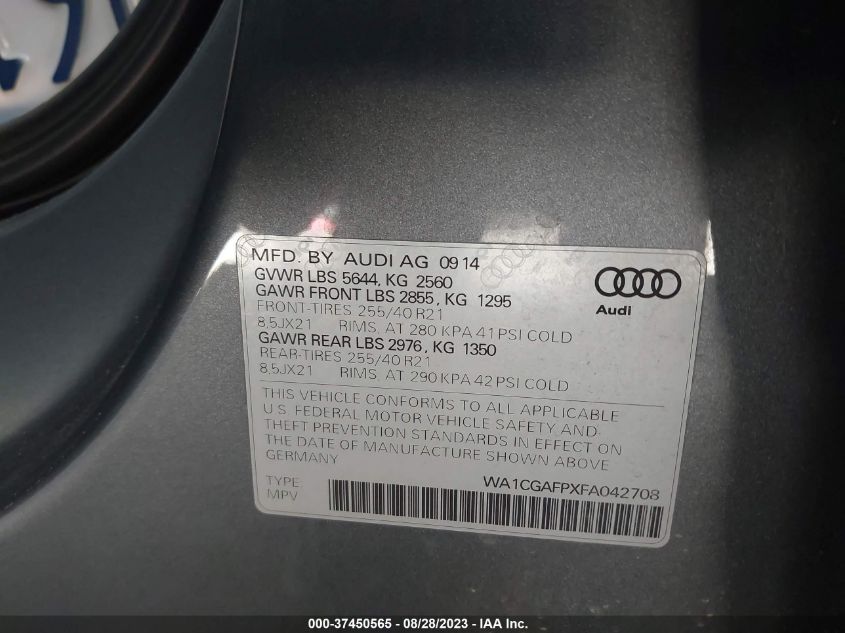 MFD. BY AUDI AG 0914
GVWR LBS 5644, KG 2560
GAWR FRONT LBS 2855, KG 1295
FRONT-TIRES 255/40 R21
8,5JX21 RIMS, AT 280 KPA 41 PSI COLD
GAWR REAR LBS 2976, KG 1350
REAR-TIRES 255/40 R21
8,5JX21 RIMS, AT 290 KPA 42 PSI COLD
Audi
THIS VEHICLE CONFORMS TO ALL APPLICABLE
U.S. FEDERAL MOTOR VEHICLE SAFETY AND
THEFT PREVENTION STANDARDS IN EFFECT ON
THE DATE OF MANUFACTURE SHOWN ABOVE
GERMANY
WA1CGAFPXFA042708
TYPE
MPV
000-37450565 - 08/28/2023 - IAA Inc.